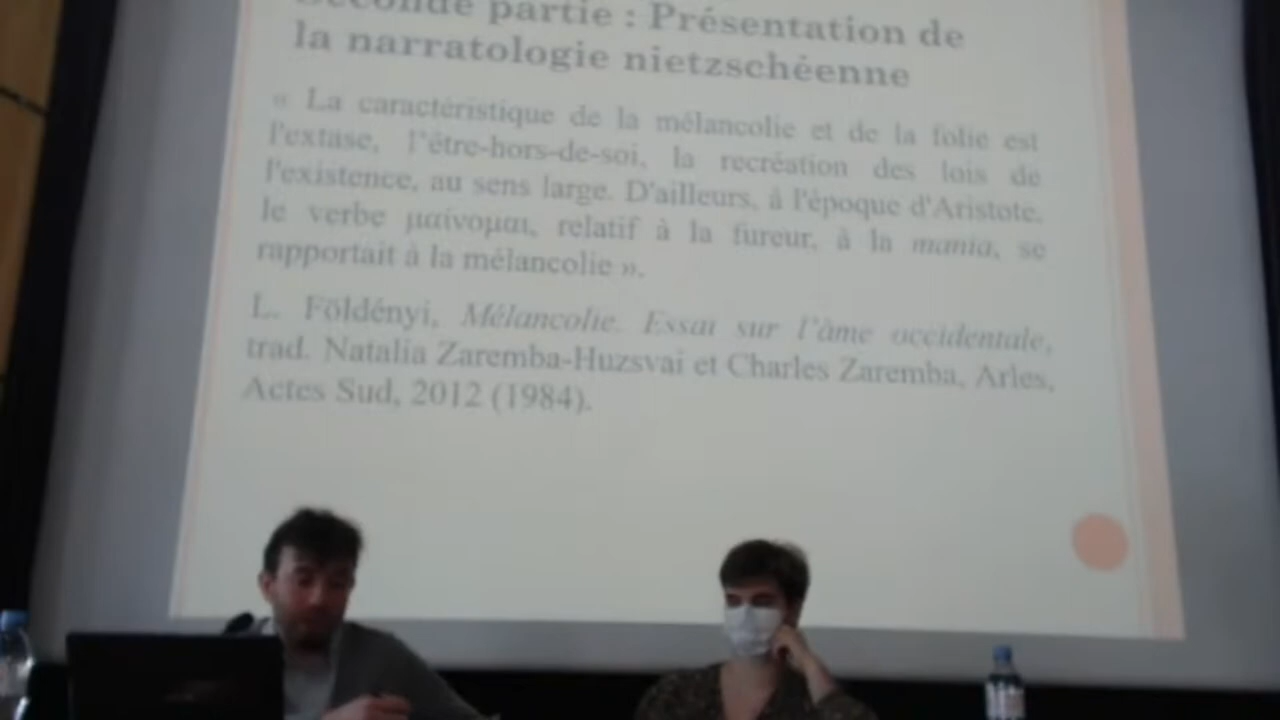 Seconde partie : Présentation de
la narratologie nietzschéenne
« La caractéristique de la mélancolie et de la folie est
l'extase, l’être-hors-de-soi, la recréation des lois de
l'existence, au sens large. D'ailleurs, à l'époque d'Aristote,
le verbe μαίνομαι, relatif à la fureur, à la mania, se
rapportait à la mélancolie ».
L. Földényi, Mélancolie. Essai sur l’âme occidentale,
trad. Natalia Zaremba-Huzsvai et Charles Zaremba, Arles,
Actes Sud, 2012 (1984).